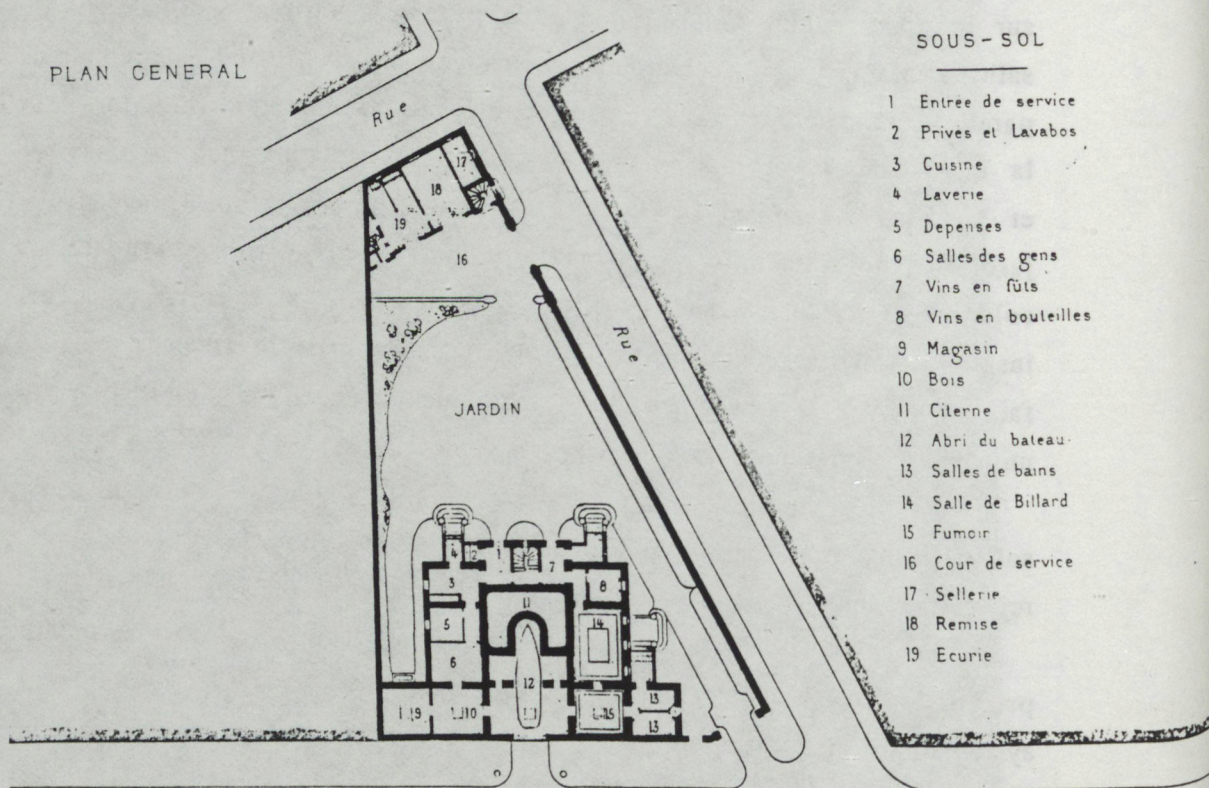 PLAN GENERAL
SOUS-SOL
1 Entrée de service
2 Privés et Lavabos
3 Cuisine
4 Laverie
5 Depenses
6 Salles des gens
7 Vins en fûts
8 Vins en bouteilles
9 Magasin
10 Bois
11 Citerne
12 Abri du bateau
13 Salles de bains
14 Salle de Billard
15 Fumoir
16 Cour de service
17 Sellerie
18 Remise
19 Ecurie
Rue
17
18
19
16
Rue
JARDIN
4
2
1
7
3
8
11
5
14
6
12
13
9
10
15
13